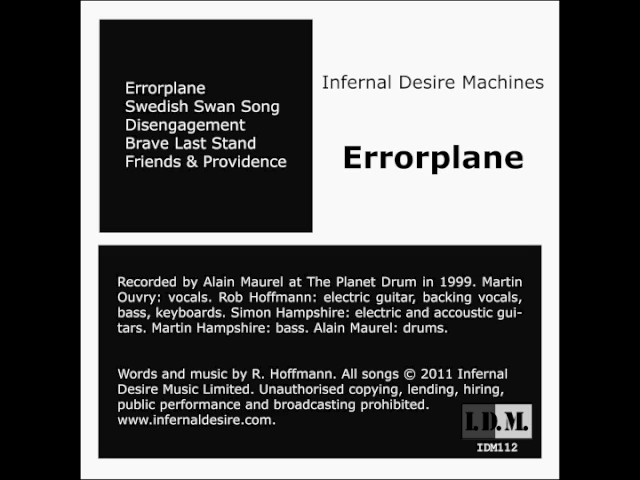 Errorplane
Swedish Swan Song
Disengagement
Brave Last Stand
Friends & Providence
Infernal Desire Machines
Errorplane
Recorded by Alain Maurel at The Planet Drum in 1999. Martin
Ouvry: vocals. Rob Hoffmann: electric guitar, backing vocals,
bass, keyboards. Simon Hampshire: electric and accoustic gui-
tars. Martin Hampshire: bass. Alain Maurel: drums.
Words and music by R. Hoffmann. All songs © 2011 Infernal
Desire Music Limited. Unauthorised copying, lending, hiring,
public performance and broadcasting prohibited.
www.infernaldesire.com.
I.D.M.
IDM112